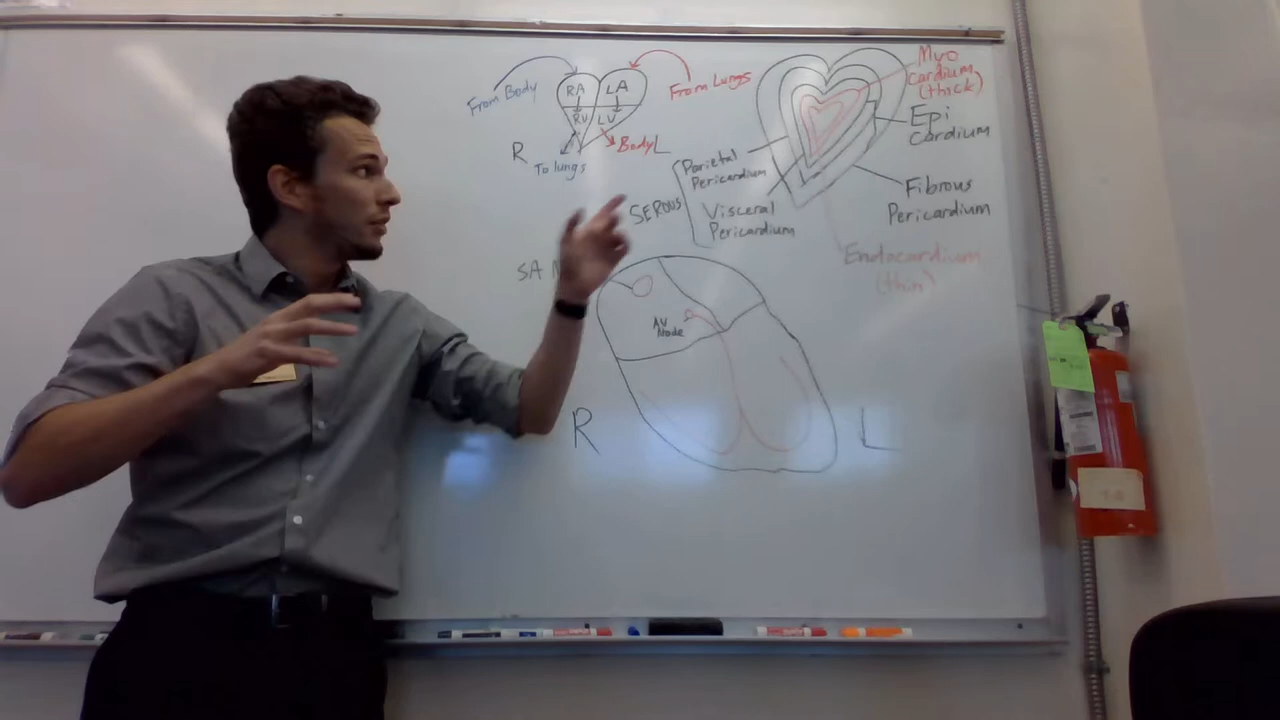 From Body
RA
LA
From Lungs
RV
LV
R
To lungs
Body
L
Myo
cardium
(thick)
Epi
Cardium
Parietal
Pericardium
SEROUS
Visceral
Pericardium
Fibrous
Pericardium
Endocardium
(thin)
SA
AV
Node
R
L